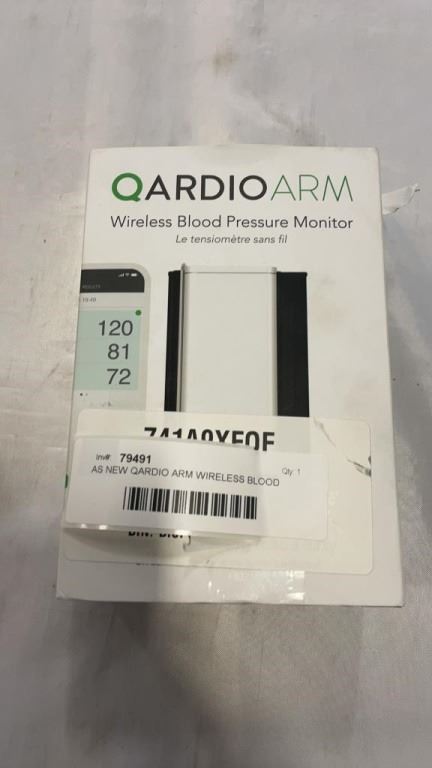 QARDIOARM
Wireless Blood Pressure Monitor
Le tensiomètre sans fil
RESULTS
120
81
72
Inv#: 79491
Qty: 1
AS NEW QARDIO ARM WIRELESS BLOOD